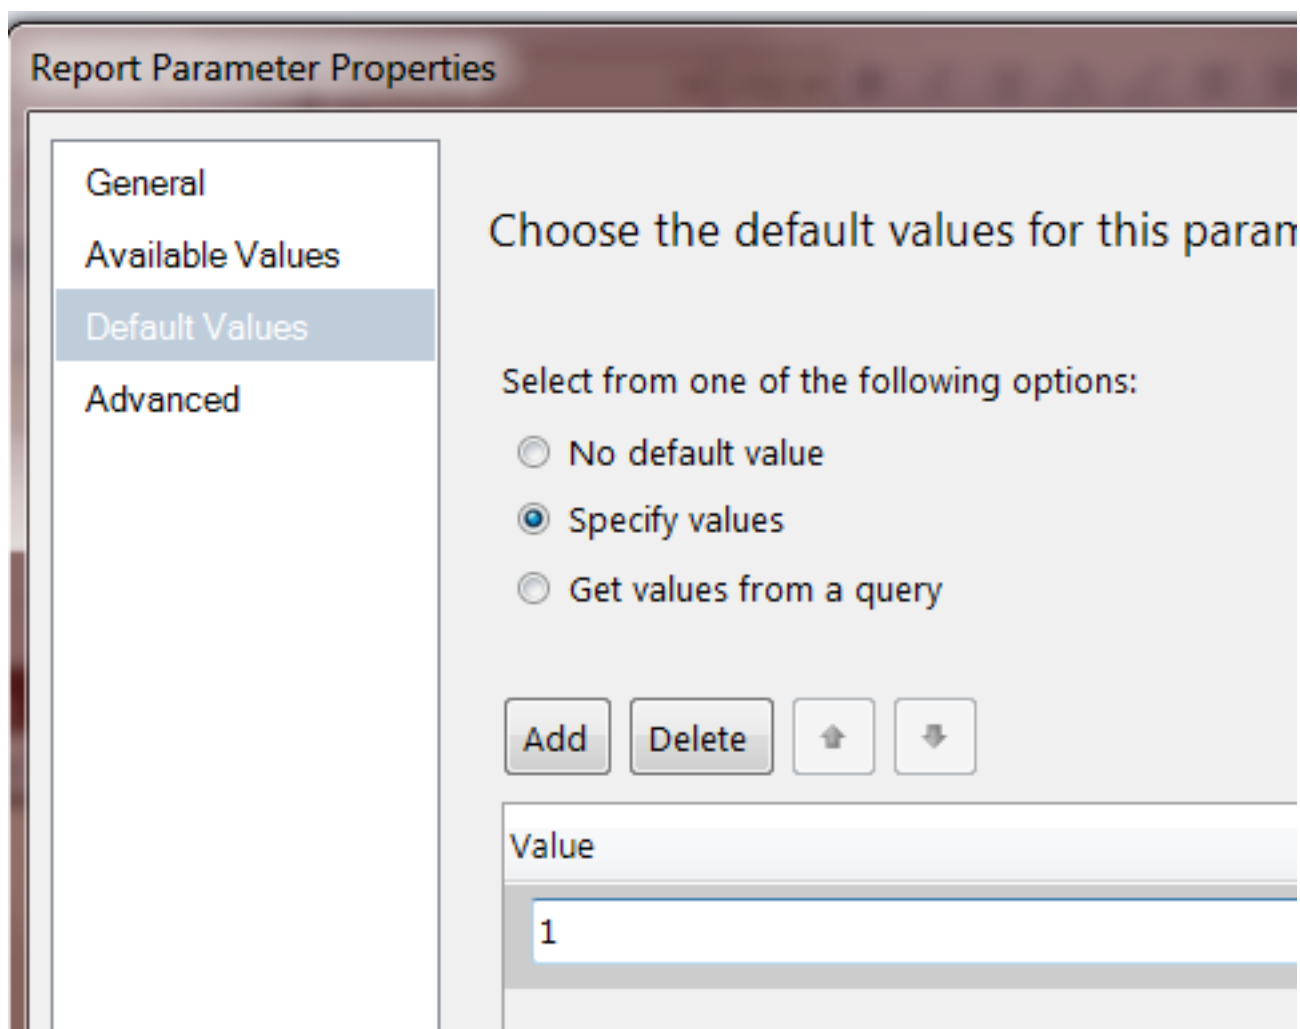 Report Parameter Properties
General
Available Values
Default Values
Advanced
Choose the default values for this
Select from one of the following options:
No default value
Specify values
Get values from a query
Add
Delete
Value
1